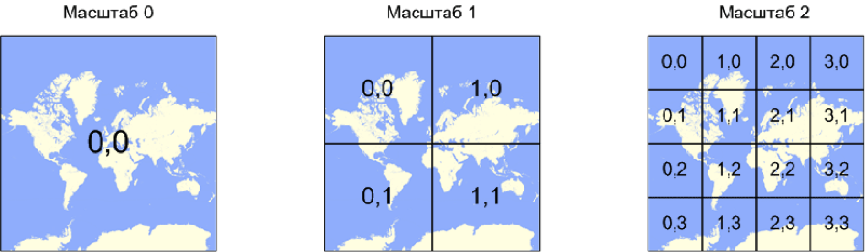 Масштаб 0
0,0
Масштаб 1
0,0 1,0
0,1 1,1
Масштаб 2
0,0 1,0 2,0 3,0
0,1 1,1 2,1 3,1
0,2 1,2 2,2 3,2
0,3 1,3 2,3 3,3